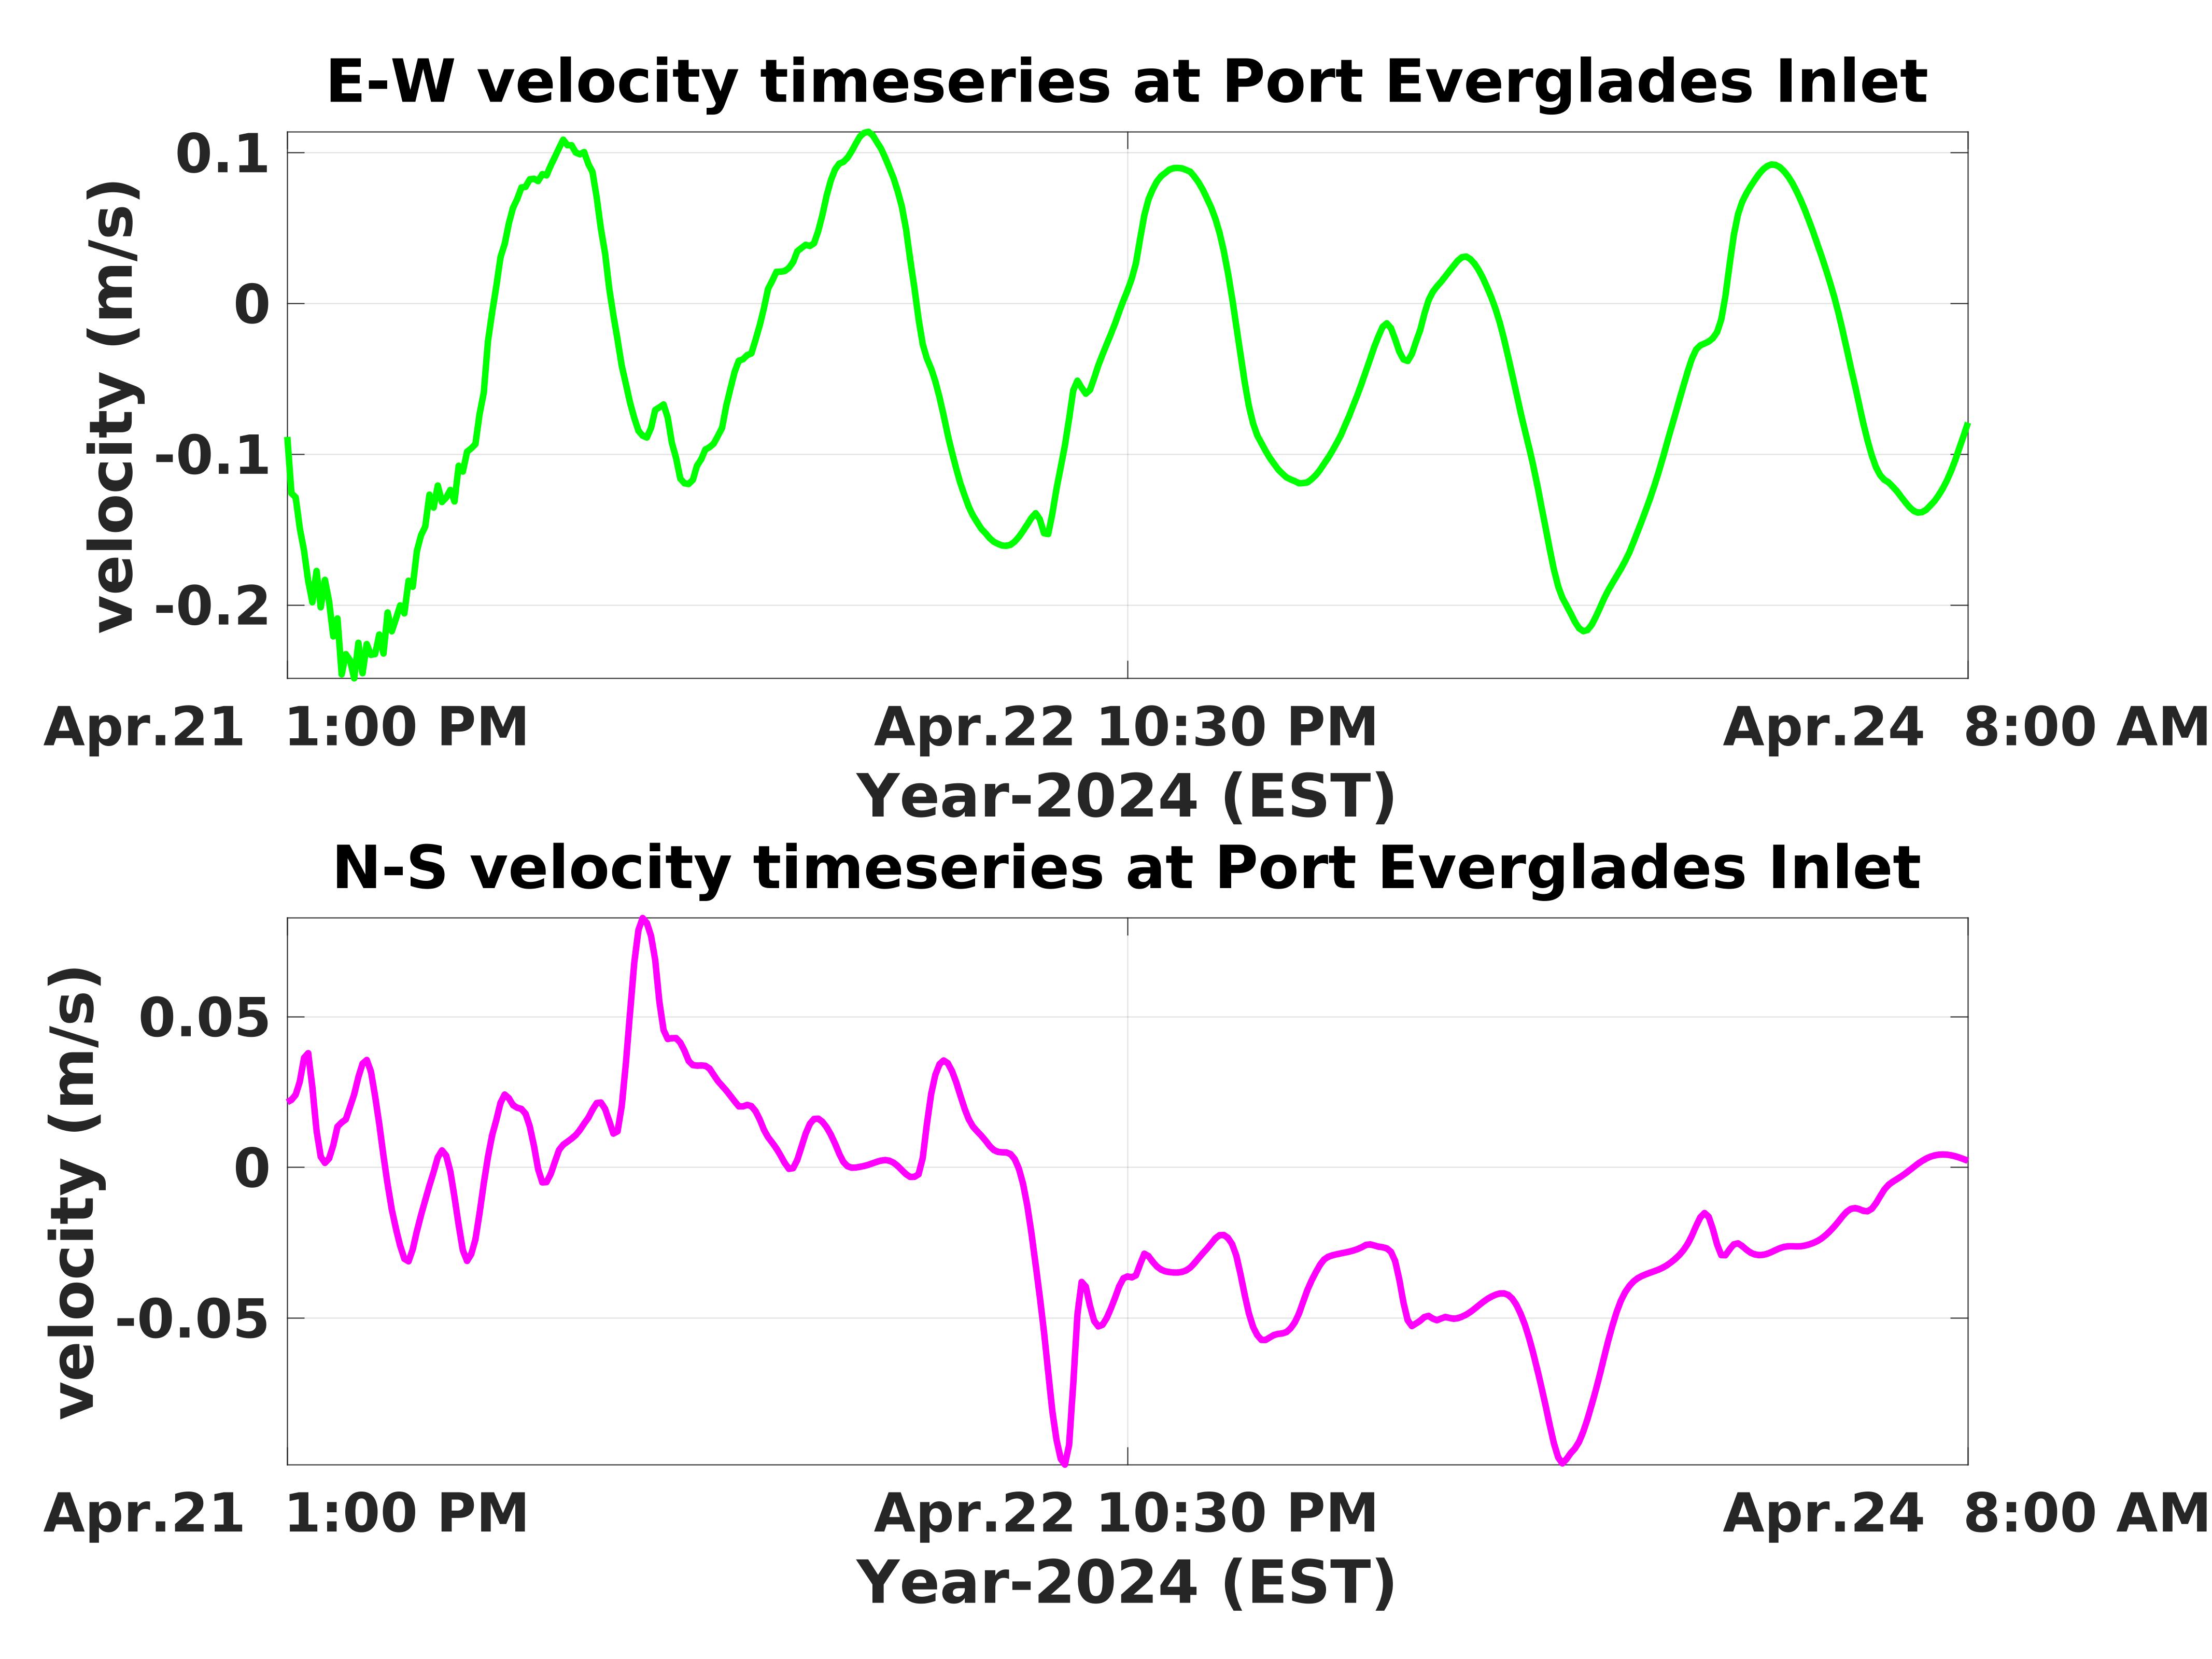 E-W velocity timeseries at Port Everglades Inlet
velocity (m/s)
0.1
0
-0.1
-0.2
Apr.21  1:00 PM
Apr.22 10:30 PM
Apr.24  8:00 AM
Year-2024 (EST)
N-S velocity timeseries at Port Everglades Inlet
velocity (m/s)
0.05
0
-0.05
Apr.21  1:00 PM
Apr.22 10:30 PM
Apr.24  8:00 AM
Year-2024 (EST)